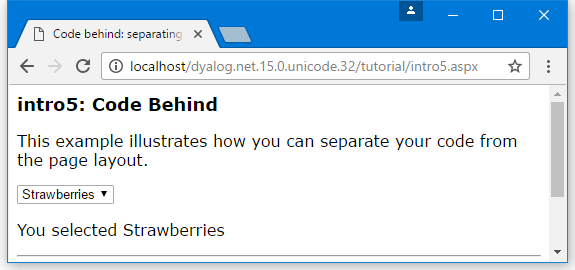 Code behind: separating
localhost/dyalog.net.15.0.unicode.32/tutorial/intro5.aspx
intro5: Code Behind
This example illustrates how you can separate your code from
the page layout.
Strawberries
You selected Strawberries